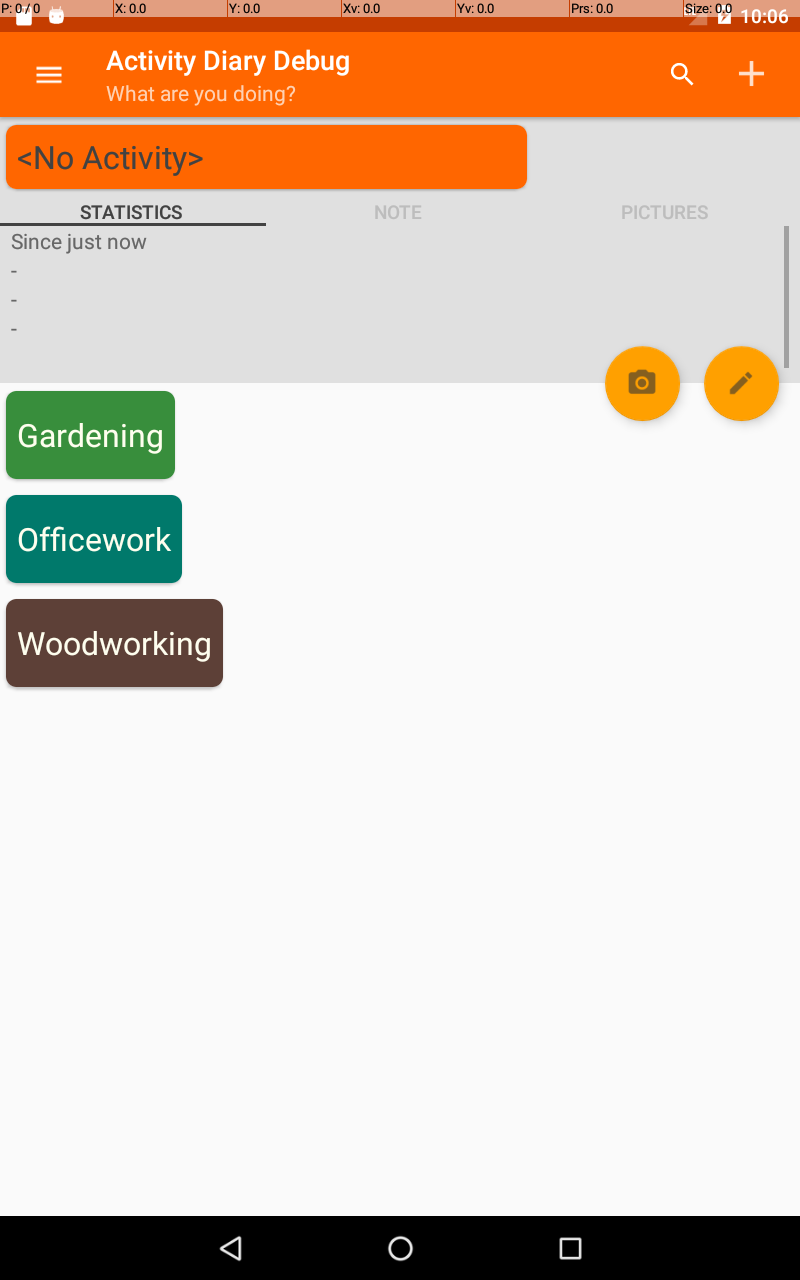 P: 0 / 0 X: 0.0 Y: 0.0 Xv: 0.0 Yv: 0.0 Prs: 0.0 Size: 0.0
10:06
Activity Diary Debug
What are you doing?
<No Activity>
STATISTICS NOTE PICTURES
Since just now
-
-
-
Gardening
Officework
Woodworking